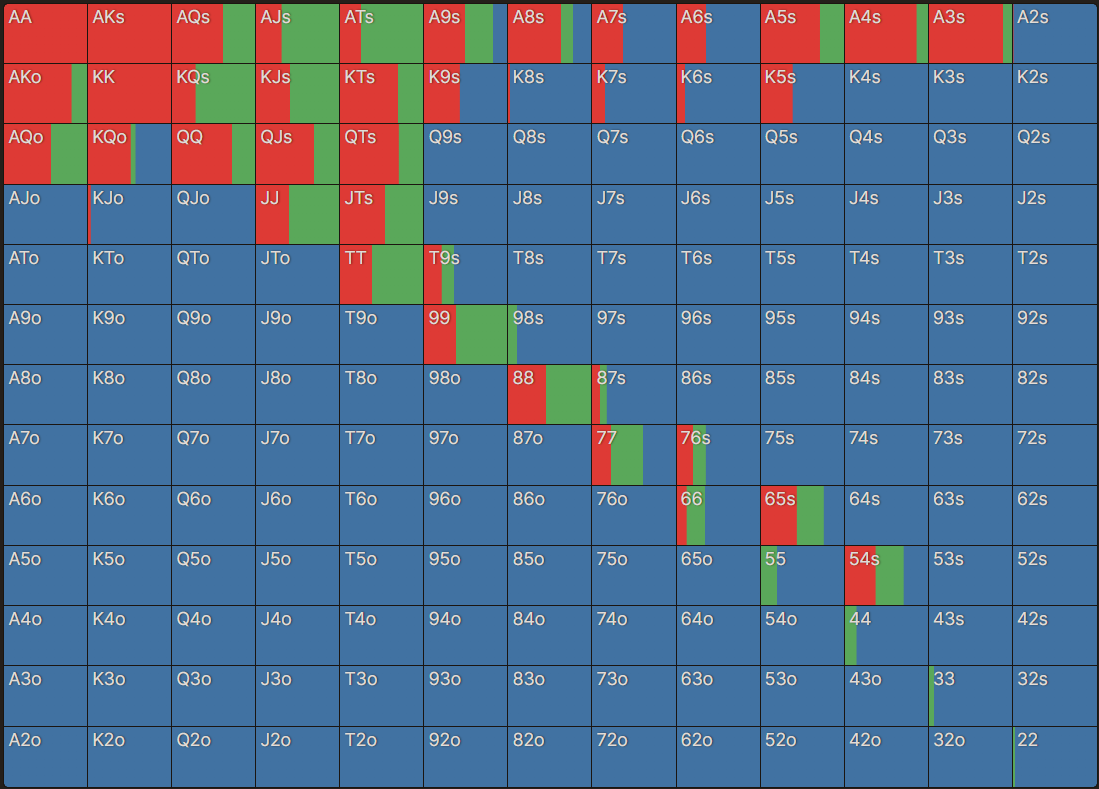 AA AKs AQs AJs ATs A9s A8s A7s A6s A5s A4s A3s A2s
AKo KK KQs KJs KTs K9s K8s K7s K6s K5s K4s K3s K2s
AQo KQo QQ QJs QTs Q9s Q8s Q7s Q6s Q5s Q4s Q3s Q2s
AJo KJo QJo JJ JTs J9s J8s J7s J6s J5s J4s J3s J2s
ATo KTo QTo JTo TT T9s T8s T7s T6s T5s T4s T3s T2s
A9o K9o Q9o J9o T9o 99 98s 97s 96s 95s 94s 93s 92s
A8o K8o Q8o J8o T8o 98o 88 87s 86s 85s 84s 83s 82s
A7o K7o Q7o J7o T7o 97o 87o 77 76s 75s 74s 73s 72s
A6o K6o Q6o J6o T6o 96o 86o 76o 66 65s 64s 63s 62s
A5o K5o Q5o J5o T5o 95o 85o 75o 65o 55 54s 53s 52s
A4o K4o Q4o J4o T4o 94o 84o 74o 64o 54o 44 43s 42s
A3o K3o Q3o J3o T3o 93o 83o 73o 63o 53o 43o 33 32s
A2o K2o Q2o J2o T2o 92o 82o 72o 62o 52o 42o 32o 22